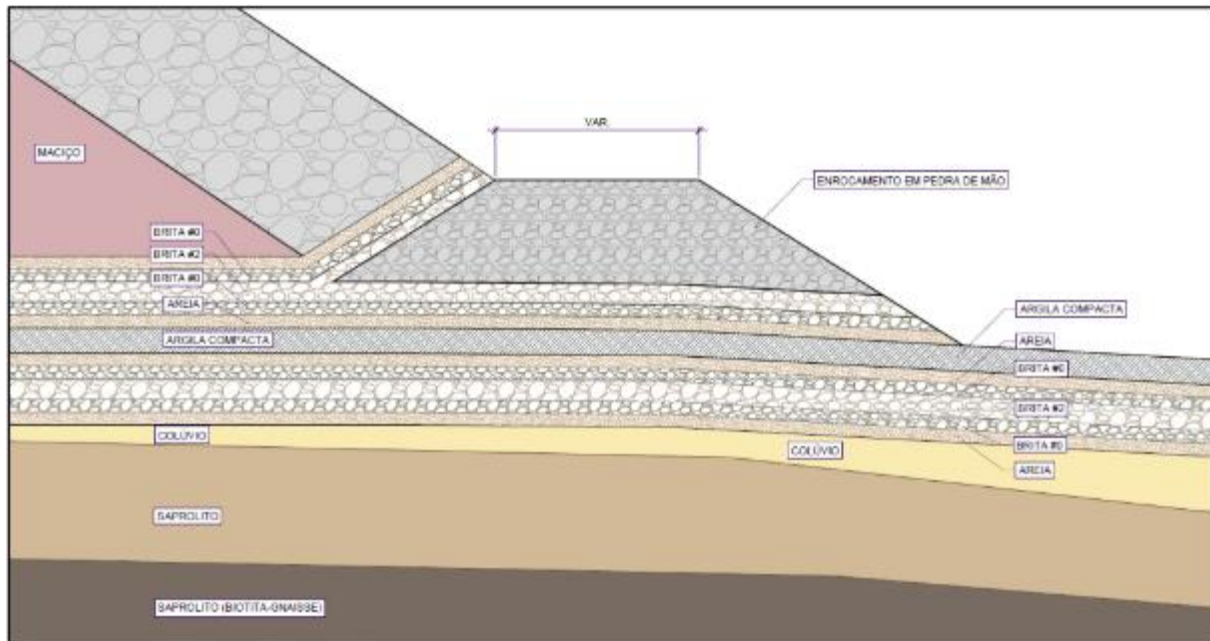 VAR.
MACIÇO
ENROCAMENTO EM PEDRA DE MÃO
BRITA #0
BRITA #2
BRITA #0
AREIA
ARGILA COMPACTA
ARGILA COMPACTA
AREIA
BRITA #0
BRITA #2
BRITA #0
AREIA
COLÚVIO
COLÚVIO
SAPROLITO
SAPROLITO (BIOTITA-GNAISSE)